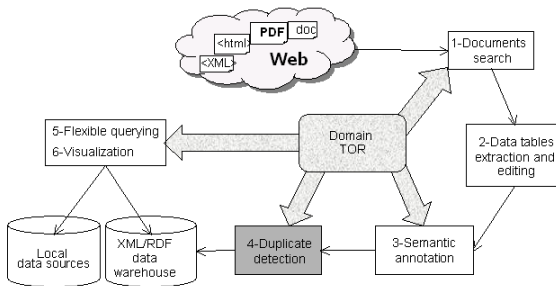 PDF
doc
<html>
<XML>
Web
1-Documents
search
5-Flexible querying
6-Visualization
Domain
TOR
2-Data tables
extraction and
editing
Local
data sources
XML/RDF
data
warehouse
4-Duplicate
detection
3-Semantic
annotation